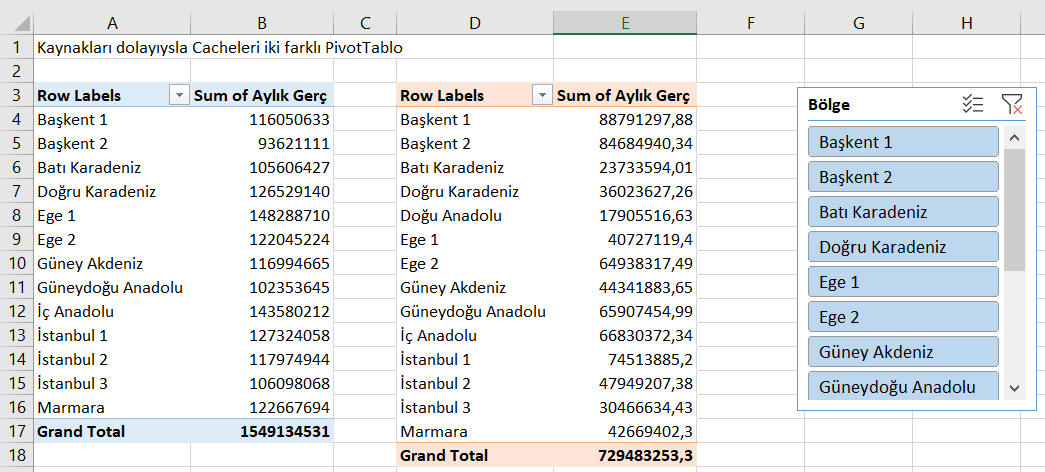 A B C D E F G H
1 Kaynakları dolayıysla Cacheleri iki farklı PivotTablo
2
3 Row Labels Sum of Aylık Gerç Row Labels Sum of Aylık Gerç
4 Başkent 1 116050633 Başkent 1 88791297,88
5 Başkent 2 93621111 Başkent 2 84684940,34
6 Batı Karadeniz 105606427 Batı Karadeniz 23733594,01
7 Doğru Karadeniz 126529140 Doğru Karadeniz 36023627,26
8 Ege 1 148288710 Doğu Anadolu 17905516,63
9 Ege 2 122045224 Ege 1 40727119,4
10 Güney Akdeniz 116994665 Ege 2 64938317,49
11 Güneydoğu Anadolu 102353645 Güney Akdeniz 44341883,65
12 İç Anadolu 143580212 Güneydoğu Anadolu 65907454,99
13 İstanbul 1 127324058 İç Anadolu 66830372,34
14 İstanbul 2 117974944 İstanbul 1 74513885,2
15 İstanbul 3 106098068 İstanbul 2 47949207,38
16 Marmara 122667694 İstanbul 3 30466634,43
17 Grand Total 1549134531 Marmara 42669402,3
18 Grand Total 729483253,3
Bölge
Başkent 1
Başkent 2
Batı Karadeniz
Doğru Karadeniz
Ege 1
Ege 2
Güney Akdeniz
Güneydoğu Anadolu